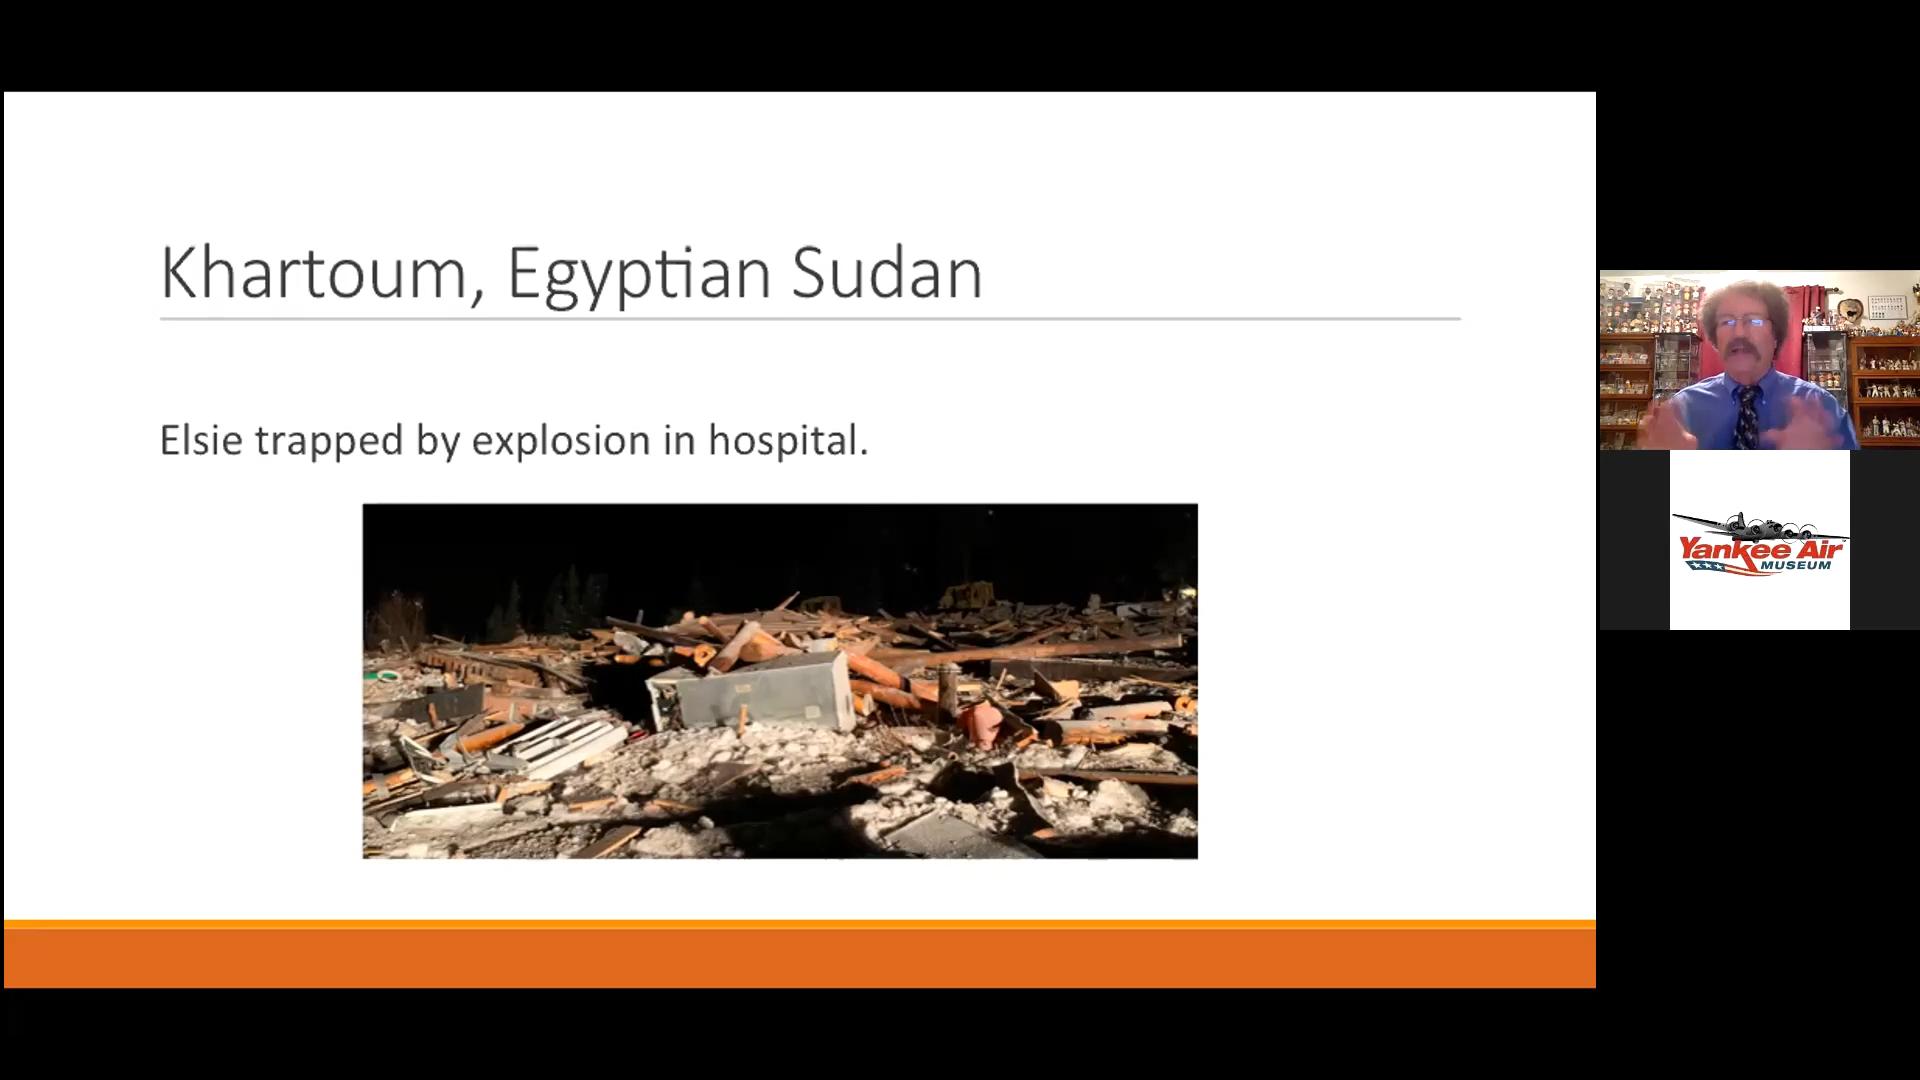 Khartoum, Egyptian Sudan
Elsie trapped by explosion in hospital.
Yankee Air
MUSEUM